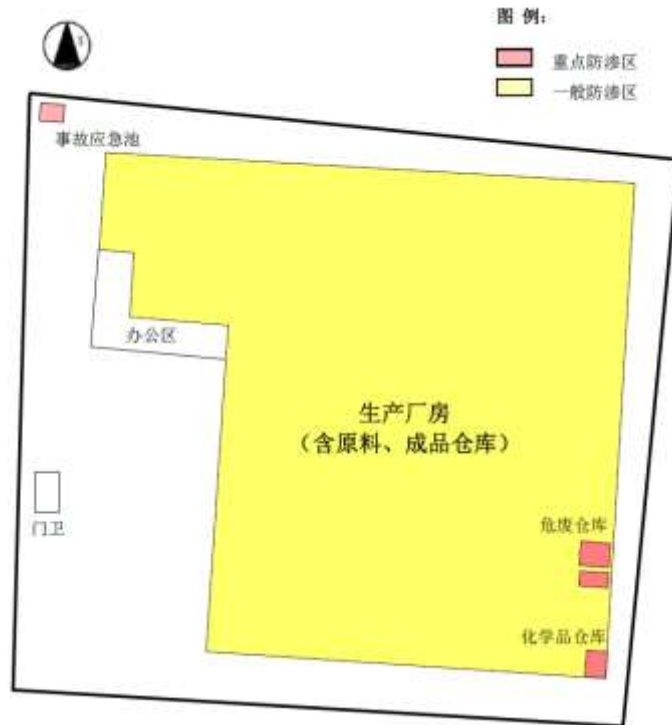 图 例：
重点防渗区
一般防渗区
事故应急池
办公区
生产厂房
（含原料、成品仓库）
门卫
危废仓库
化学品仓库